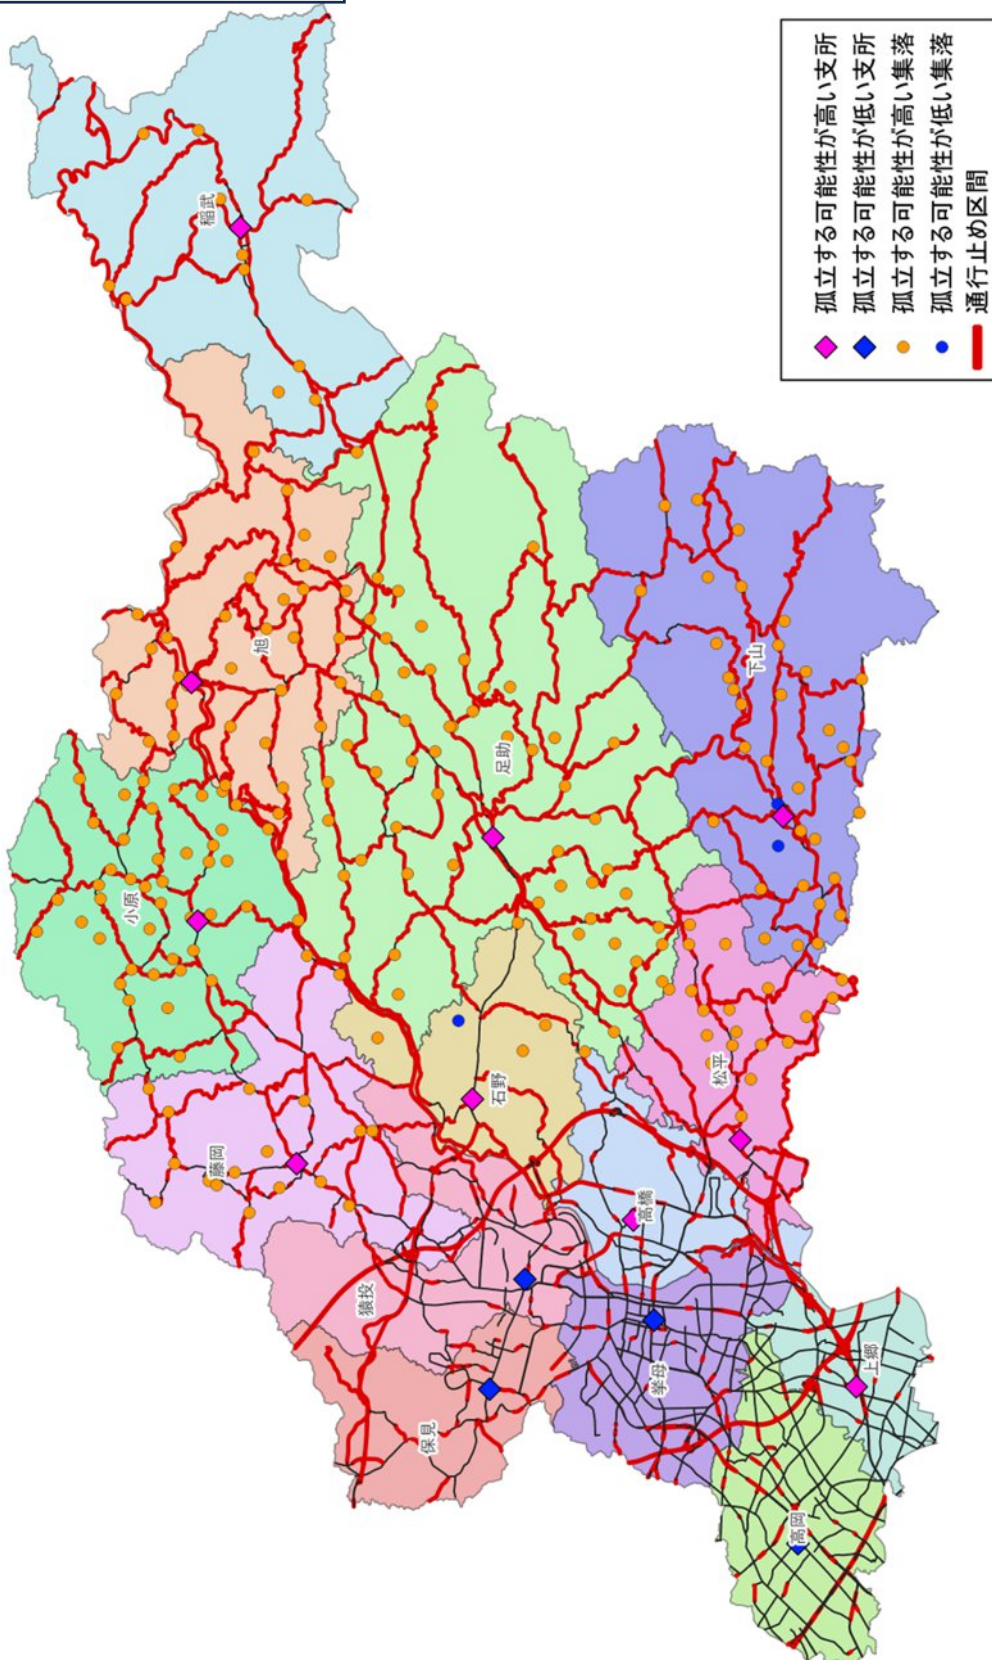 孤立する可能性が高い支所
孤立する可能性が低い支所
孤立する可能性が高い集落
孤立する可能性が低い集落
通行止め区間
稲武
旭
小原
足助
下山
藤岡
石野
松平
猿投
高橋
保見
挙母
上郷
高岡